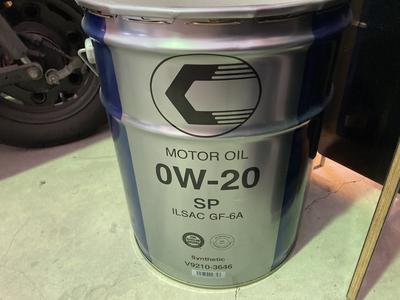 MOTOR OIL
0W-20
SP
ILSAC GF-6A
Synthetic
V9210-3646